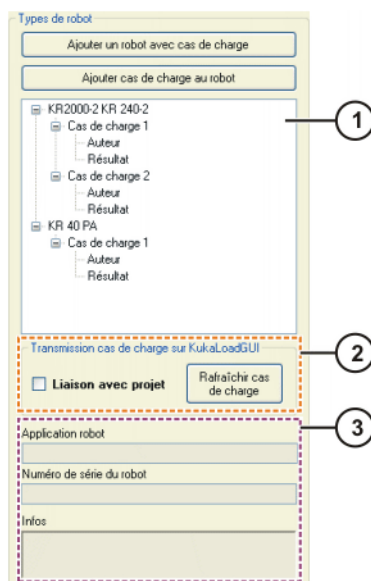 Types de robot
Ajouter un robot avec cas de charge
Ajouter cas de charge au robot
KR2000-2 KR 240-2
Cas de charge 1
Auteur
Résultat
Cas de charge 2
Auteur
Résultat
KR 40 PA
Cas de charge 1
Auteur
Résultat
1
Transmission cas de charge sur KukaLoadGUI
Liaison avec projet
Rafraîchir cas
de charge
2
Application robot
3
Numéro de série du robot
Infos